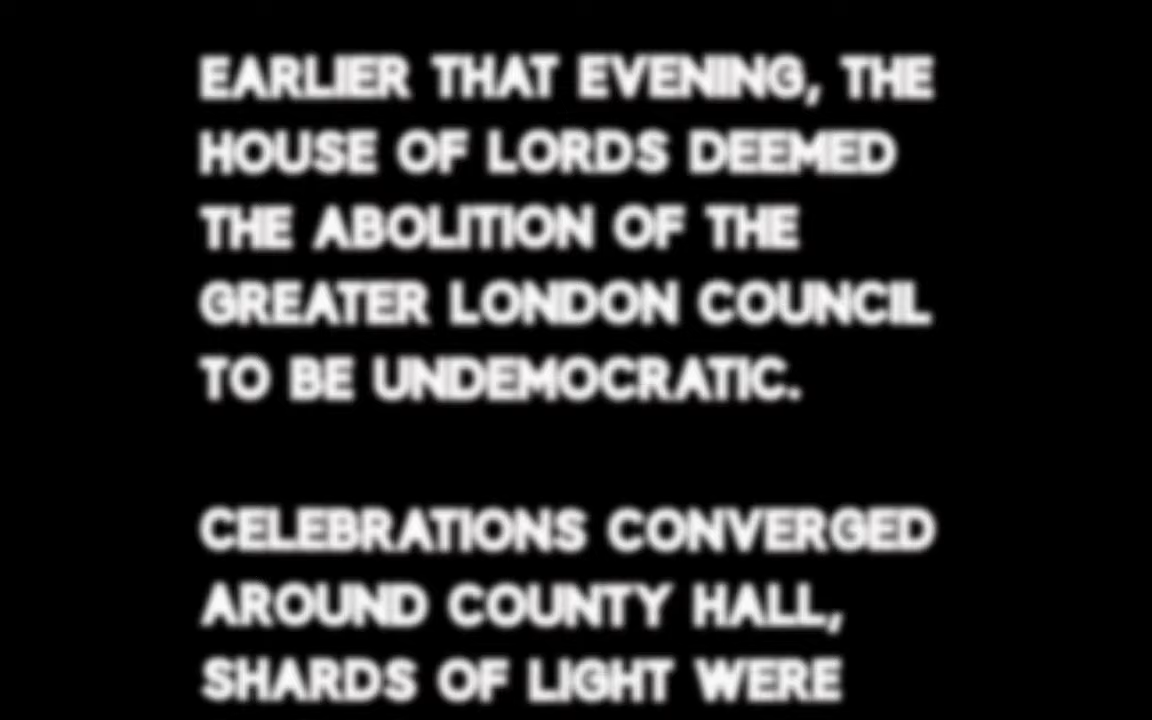 EARLIER THAT EVENING, THE
HOUSE OF LORDS DEEMED
THE ABOLITION OF THE
GREATER LONDON COUNCIL
TO BE UNDEMOCRATIC.
CELEBRATIONS CONVERGED
AROUND COUNTY HALL,
SHARDS OF LIGHT WERE